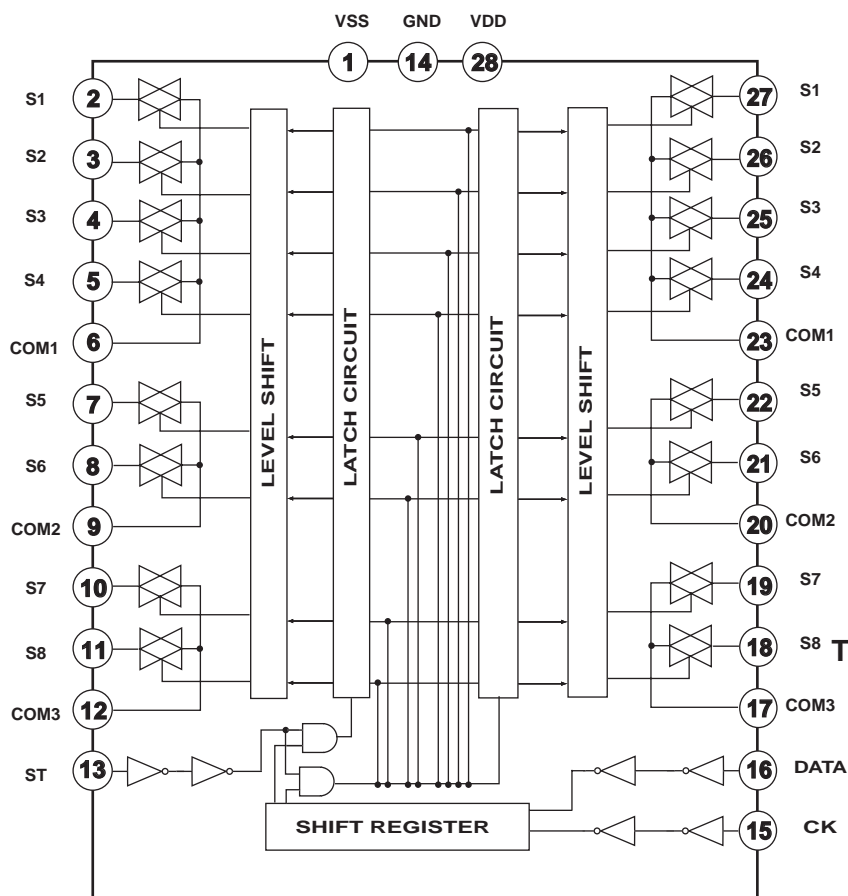 VSS GND VDD
1 14 28
S1 2
S2 3
S3 4
S4 5
COM1 6
S5 7
S6 8
COM2 9
S7 10
S8 11
COM3 12
ST 13
LEVEL SHIFT
LATCH CIRCUIT
LATCH CIRCUIT
LEVEL SHIFT
27 S1
26 S2
25 S3
24 S4
23 COM1
22 S5
21 S6
20 COM2
19 S7
18 S8 T
17 COM3
16 DATA
15 CK
SHIFT REGISTER